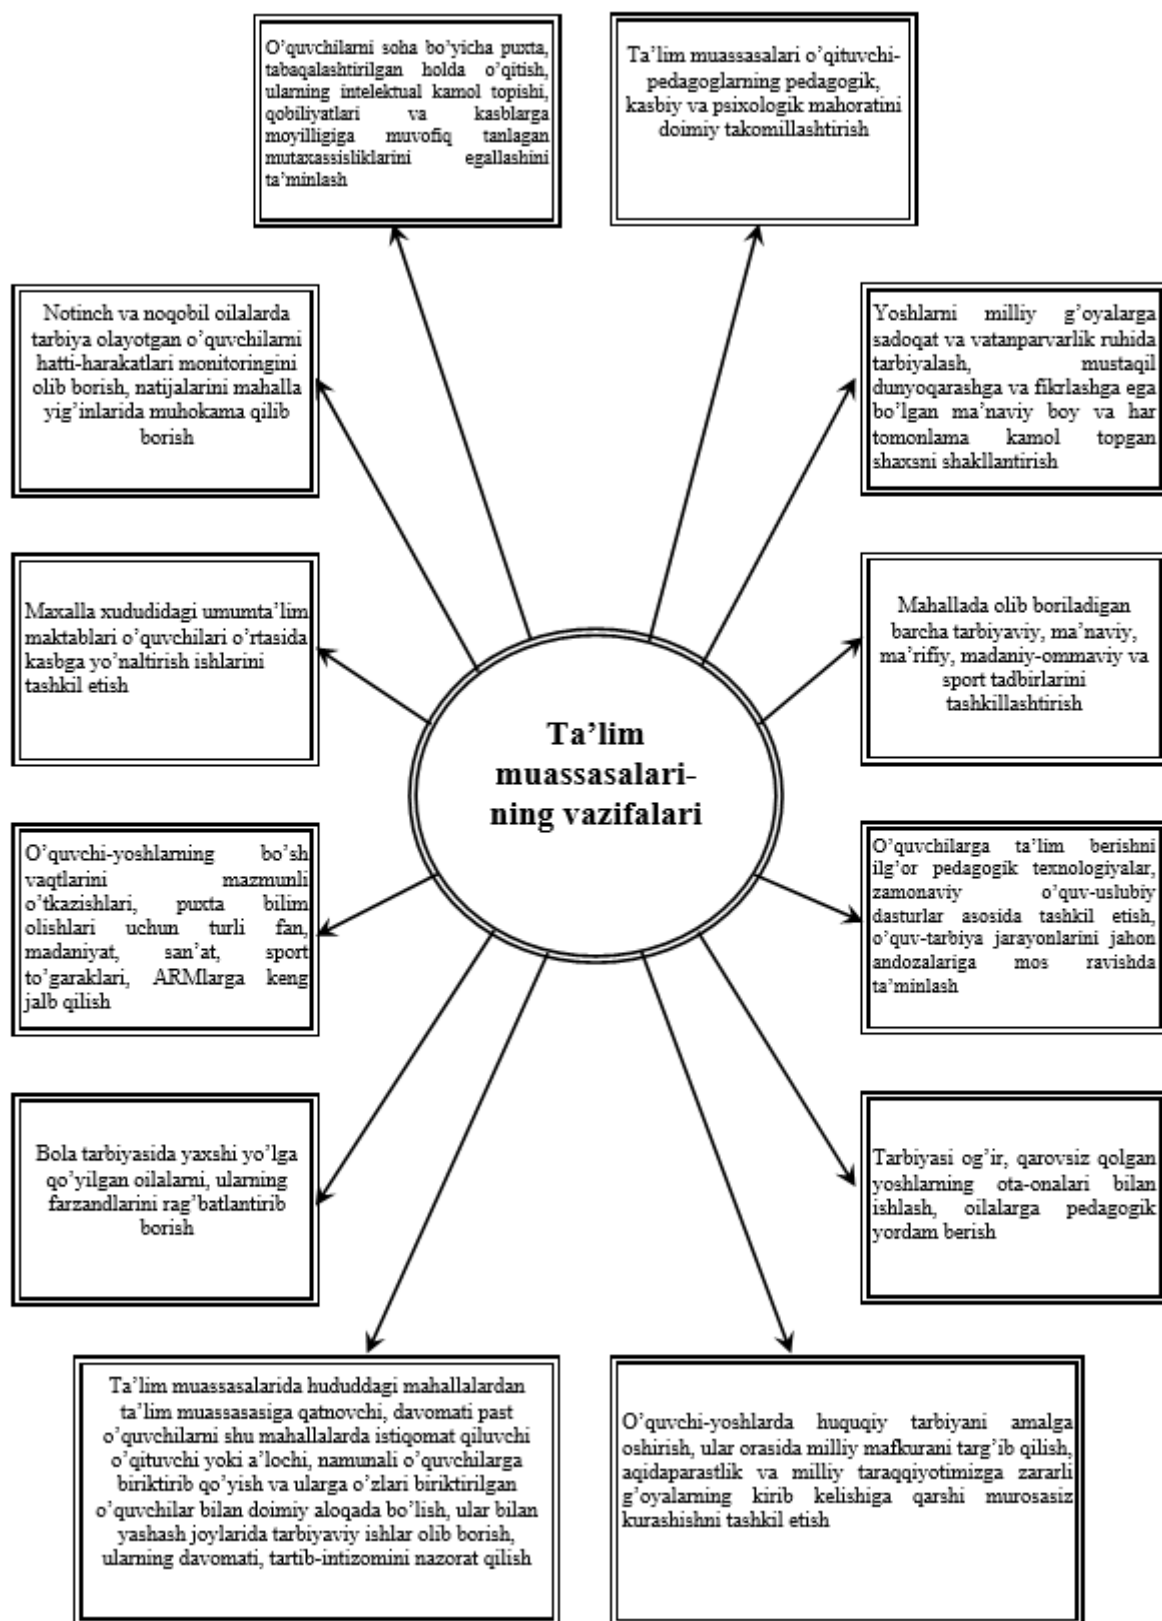 O’quvchilarni soha bo’yicha puxta,
tabaqalashtirilgan holda o’qitish,
ularning intelektual kamol topishi,
qobiliyatlari va kasblarga
moyilligiga muvofiq tanlagan
mutaxassisliklarini egallashini
ta’minlash
Ta’lim muassasalari o’qituvchi-
pedagoglarning pedagogik,
kasbiy va psixologik mahoratini
doimiy takomillashtirish
Notinch va noqobil oilalarda
tarbiya olayotgan o’quvchilarni
hatti-harakatlari monitoringini
olib borish, natijalarini mahalla
yig’inlarida muhokama qilib
borish
Yoshlarni milliy g’oyalarga
sadoqat va vatanparvarlik ruhida
tarbiyalash, mustaqil
dunyoqarashga va fikrlashga ega
bo’lgan ma’naviy boy va har
tomonlama kamol topgan
shaxsni shakllantirish
Maxalla xududidagi umumta’lim
maktablari o’quvchilari o’rtasida
kasbga yo’naltirish ishlarini
tashkil etish
Mahallada olib boriladigan
barcha tarbiyaviy, ma’naviy,
ma’rifiy, madaniy-ommaviy va
sport tadbirlarini
tashkillashtirish
Ta’lim
muassasalari-
ning vazifalari
O’quvchi-yoshlarning bo’sh
vaqtlarini mazmunli
o’tkazishlari, puxta bilim
olishlari uchun turli fan,
madaniyat, san’at, sport
to’garaklari, ARMlarga keng
jalb qilish
O’quvchilarga ta’lim berishni
ilg’or pedagogik texnologiyalar,
zamonaviy o’quv-uslubiy
dasturlar asosida tashkil etish,
o’quv-tarbiya jarayonlarini jahon
andozalariga mos ravishda
ta’minlash
Bola tarbiyasida yaxshi yo’lga
qo’yilgan oilalarni, ularning
farzandlarini rag’batlantirib
borish
Tarbiyasi og’ir, qarovsiz qolgan
yoshlarning ota-onalari bilan
ishlash, oilalarga pedagogik
yordam berish
Ta’lim muassasalarida hududdagi mahallalardan
ta’lim muassasasiga qatnovchi, davomati past
o’quvchilarni shu mahallalarda istiqomat qiluvchi
o’qituvchi yoki a’lochi, namunali o’quvchilarga
biriktirib qo’yish va ularga o’zlari biriktirilgan
o’quvchilar bilan doimiy aloqada bo’lish, ular bilan
yashash joylarida tarbiyaviy ishlar olib borish,
ularning davomati, tartib-intizomini nazorat qilish
O’quvchi-yoshlarda huquqiy tarbiyani amalga
oshirish, ular orasida milliy mafkurani targ’ib qilish,
aqidaparastlik va milliy taraqqiyotimizga zararli
g’oyalarning kirib kelishiga qarshi murosasiz
kurashishni tashkil etish